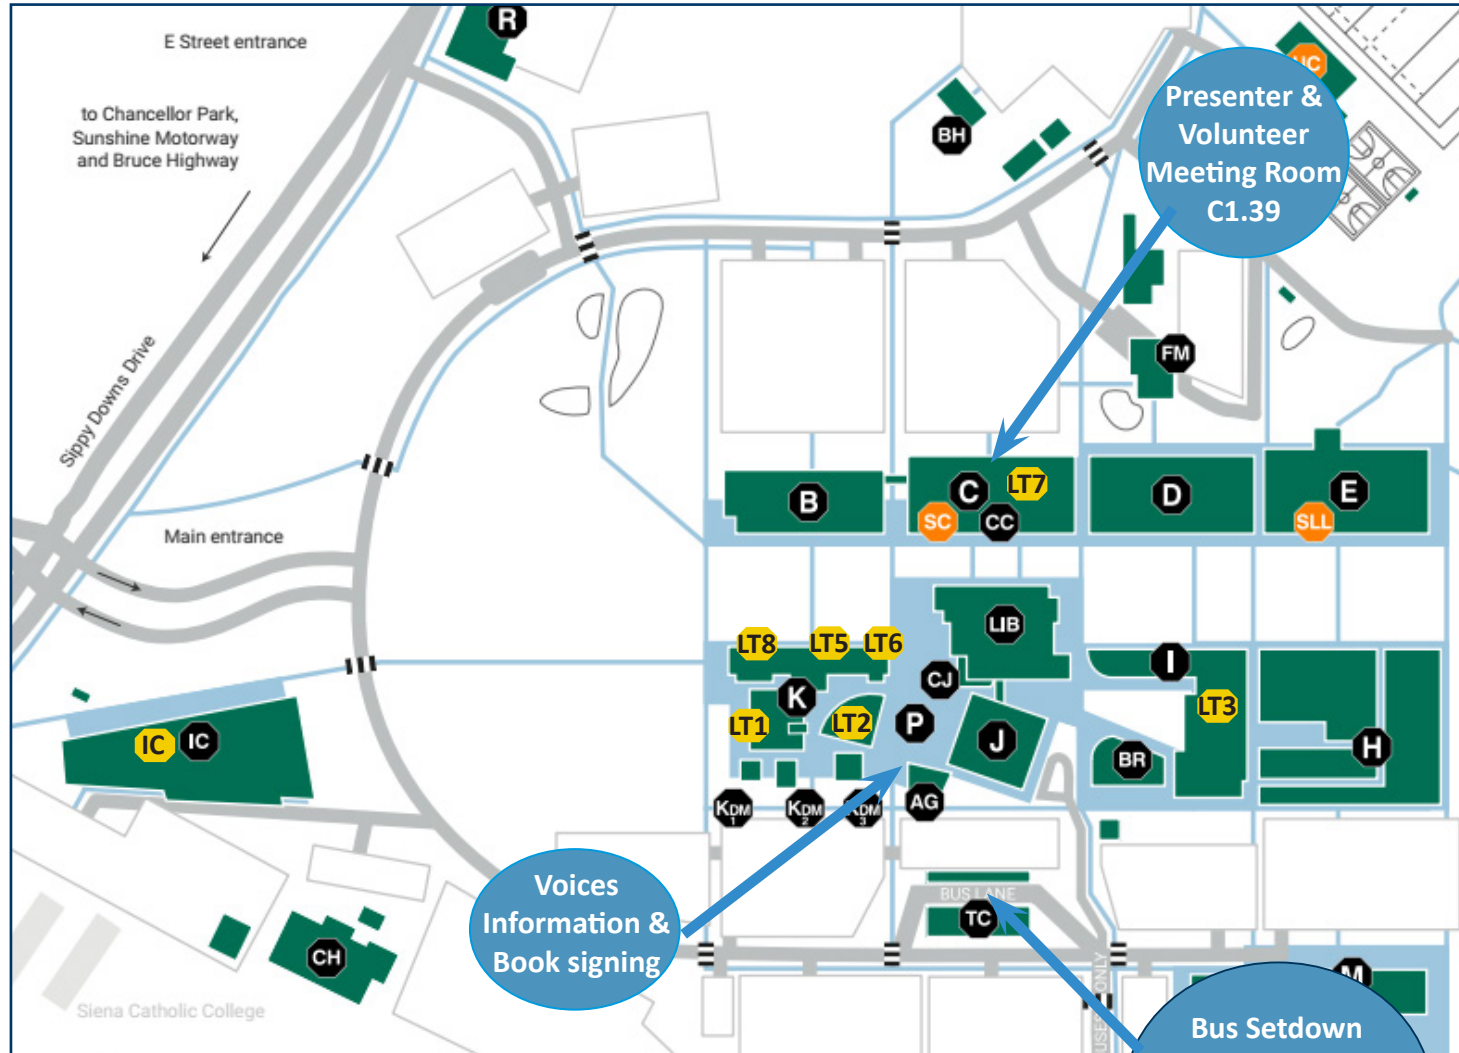 R
E Street entrance
UC
to Chancellor Park,
Sunshine Motorway
and Bruce Highway
Presenter &
Volunteer
Meeting Room
C1.39
BH
FM
Sippy Downs Drive
B
C
LT7
D
E
SC
CC
SLL
Main entrance
LIB
LT8
LT5
LT6
I
CJ
K
LT3
LT1
LT2
P
IC
IC
J
H
BR
KDM
1
KDM
2
KDM
3
AG
Voices
Information &
Book signing
BUS LANE
TC
CH
ONLY
M
Siena Catholic College
Bus Setdown